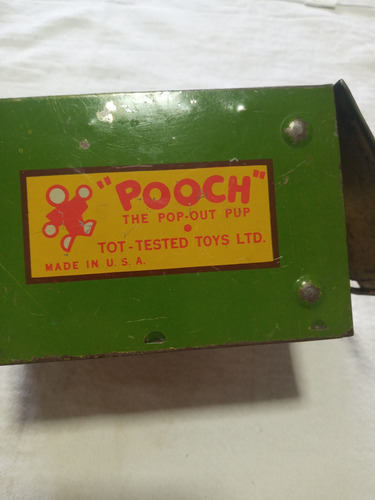 "POOCH"
THE POP-OUT PUP
TOT-TESTED TOYS LTD.
MADE IN U. S. A.